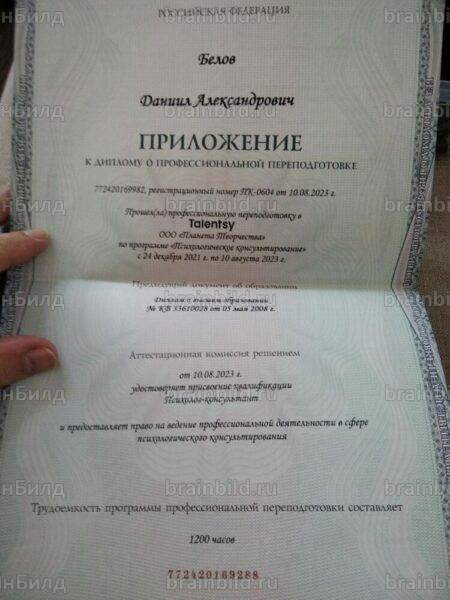 РОССИЙСКАЯ ФЕДЕРАЦИЯ
Белов
Даниил Александрович
ПРИЛОЖЕНИЕ
К ДИПЛОМУ О ПРОФЕССИОНАЛЬНОЙ ПЕРЕПОДГОТОВКЕ
772420169982, регистрационный номер ПК-0604 от 10.08.2023 г.
Прошел(ла) профессиональную переподготовку в
Talentsy
ООО «Планета Творчества»
по программе «Психологическое консультирование»
с 24 декабря 2021 г. по 10 августа 2023 г.
Предыдущий документ об образовании
Диплом о высшем образовании
№ КВ 33610028 от 03 мая 2008 г.
Аттестационная комиссия решением
от 10.08.2023 г.
удостоверяет присвоение квалификации
Психолог-консультант
и предоставляет право на ведение профессиональной деятельности в сфере
психологического консультирования
Трудоемкость программы профессиональной переподготовки составляет
1200 часов
772420169288
brainbild.ru
нБилд